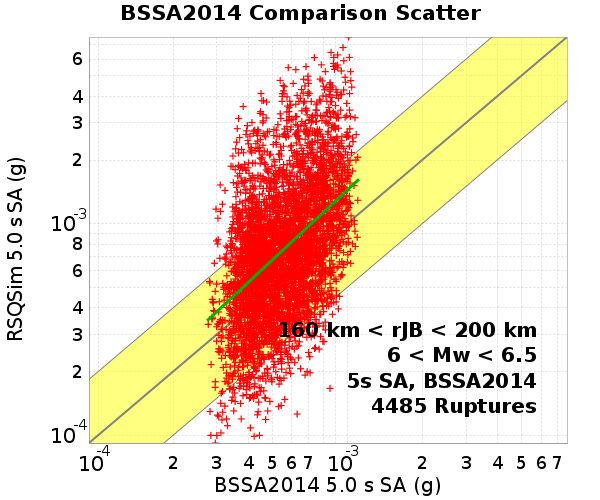 BSSA2014 Comparison Scatter
RSQSim 5.0 s SA (g)
6
4
3
2
10-3
8
6
4
3
2
10-4
160 km < rJB < 200 km
6 < Mw < 6.5
5s SA, BSSA2014
4485 Ruptures
10-4 2 3 4 5 6 7 10-3 2 3 4 5 6 7
BSSA2014 5.0 s SA (g)